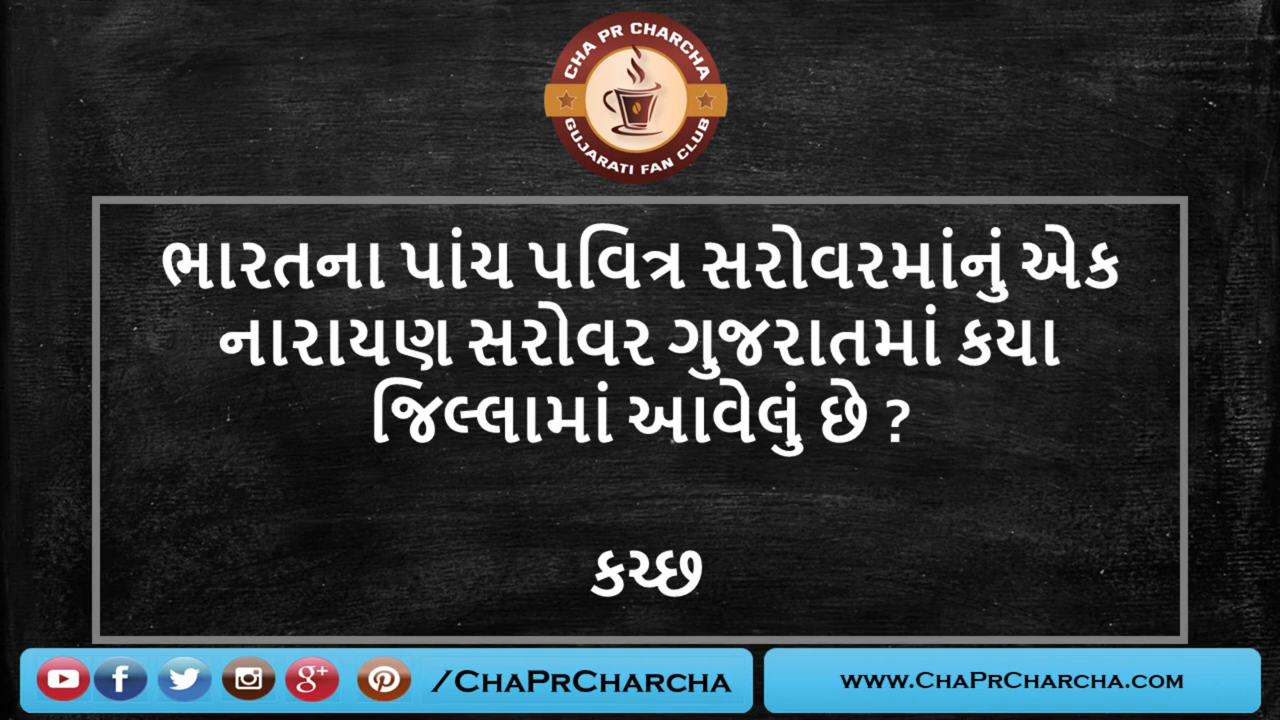 CHA PR CHARCHA
GUJARATI FAN CLUB
ભારતના પાંચ પવિત્ર સરોવરમાંનું એક
નારાયણ સરોવર ગુજરાતમાં કયા
જિલ્લામાં આવેલું છે ?
કચ્છ
/CHAPRCHARCHA
WWW.CHAPRCHARCHA.COM